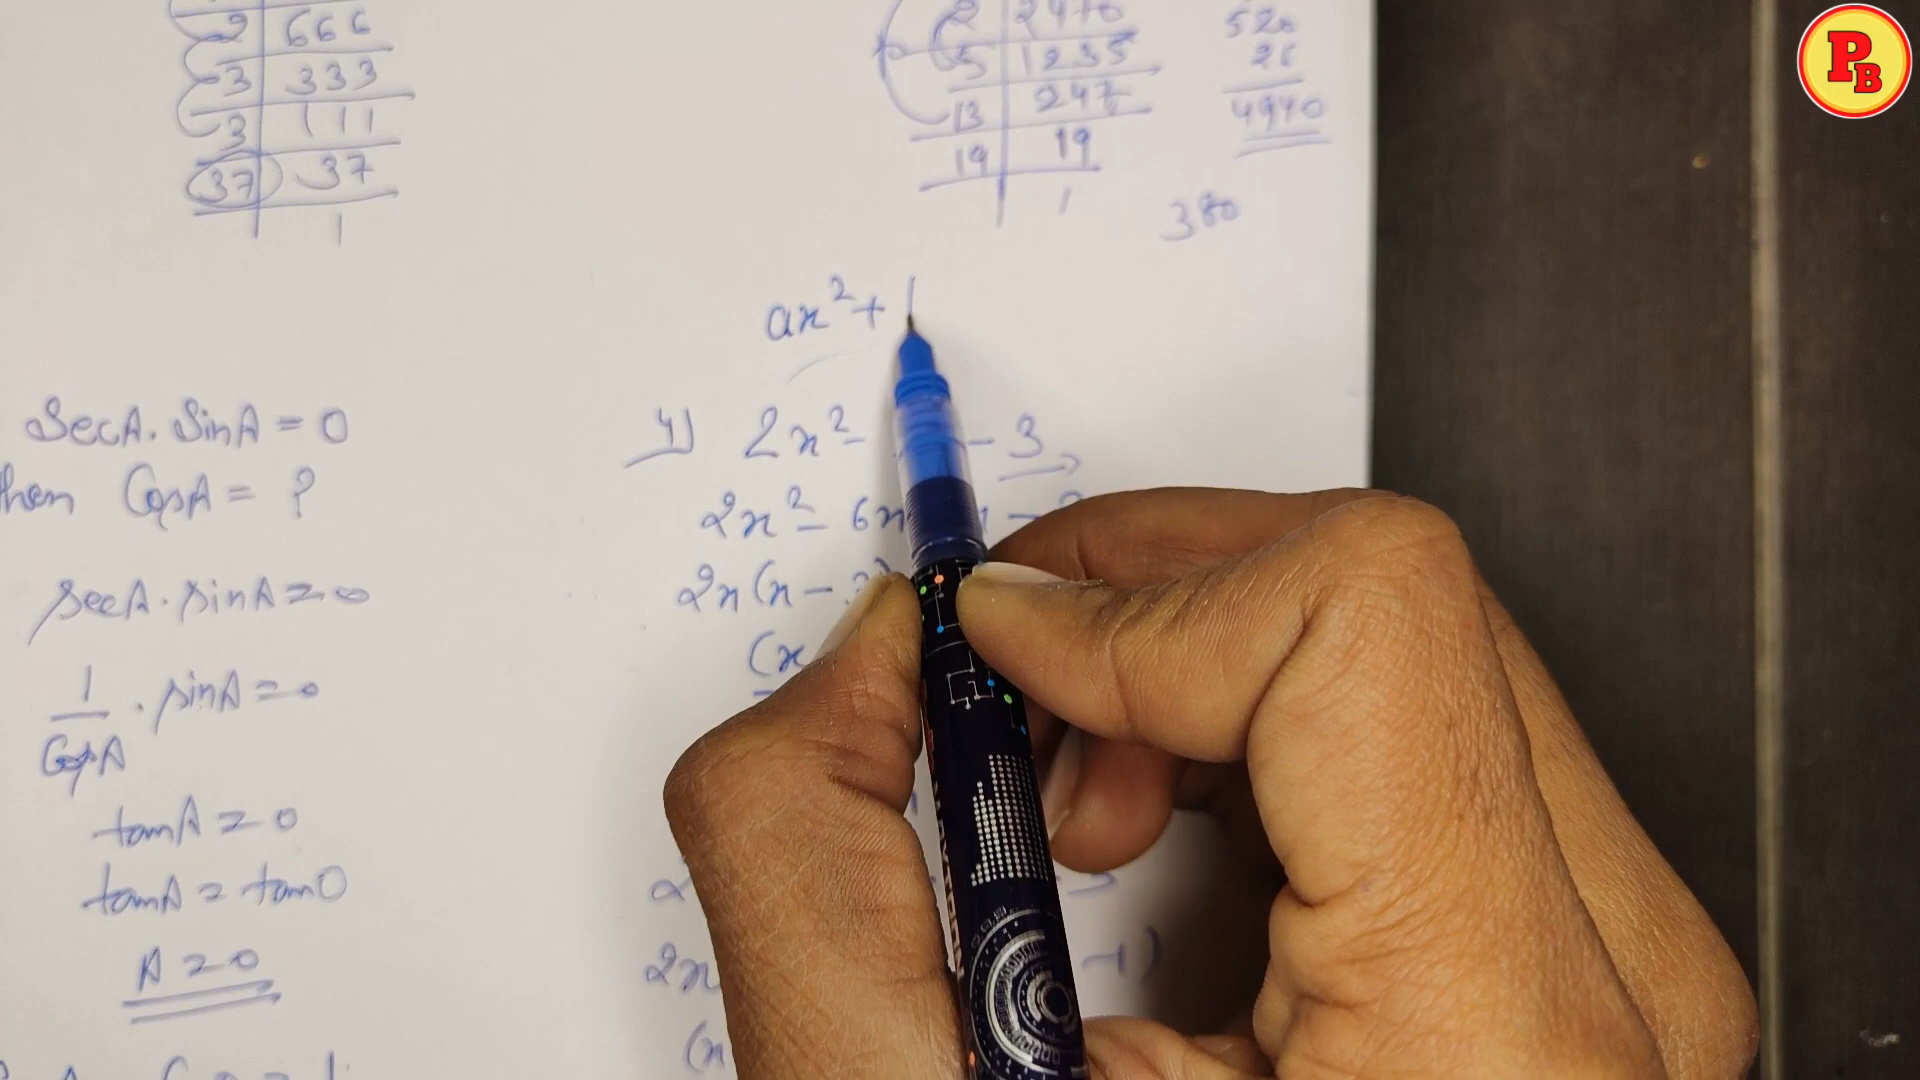 2 666
3 333
3 111
37 37
1
2 2470
5 1235
13 247
19 19
1
520
26
4940
380
SecA. SinA = 0
then CosA = ?
secA. sinA = 0
1
. sinA = 0
CosA
tanA = 0
tanA = tan0
A = 0
ax² +
4) 2x² - - 3
2x² - 6x
2x(x -
(x
2x
(x
PB